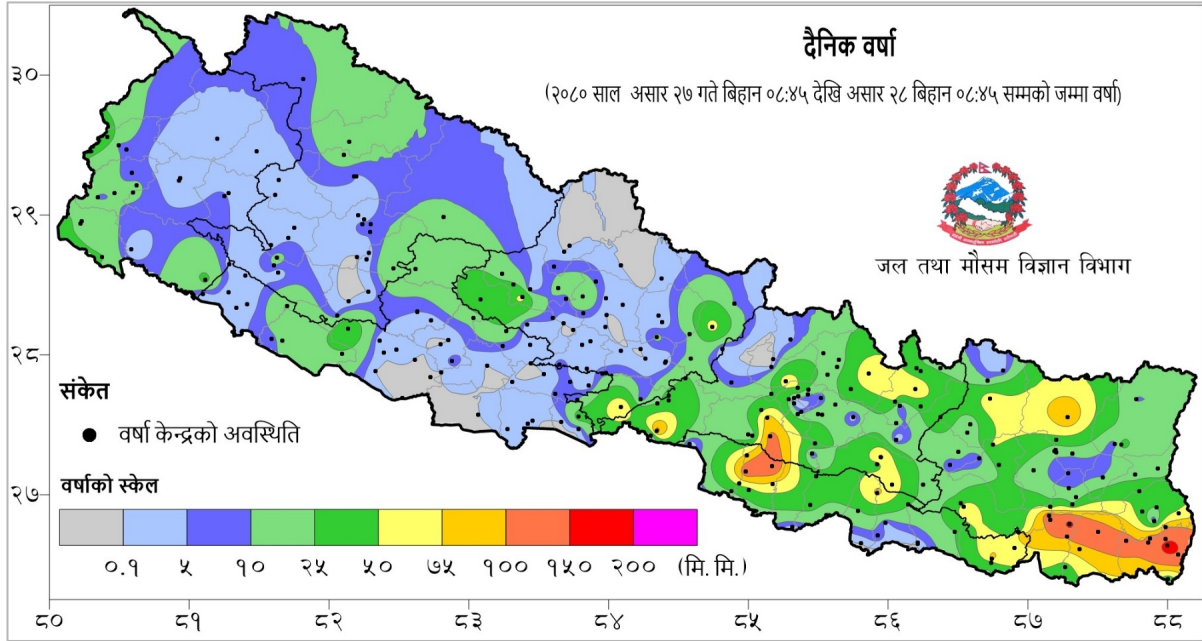 दैनिक वर्षा
(२०८० साल असार २७ गते बिहान ०८:४५ देखि असार २८ बिहान ०८:४५ सम्मको जम्मा वर्षा)
जल तथा मौसम विज्ञान विभाग
३०
२९
२८
२७
संकेत
वर्षा केन्द्रको अवस्थिति
वर्षाको स्केल
०.१ ५ १० २५ ५० ७५ १०० १५० २०० (मि.मि.)
८० ८१ ८२ ८३ ८४ ८५ ८६ ८७ ८८